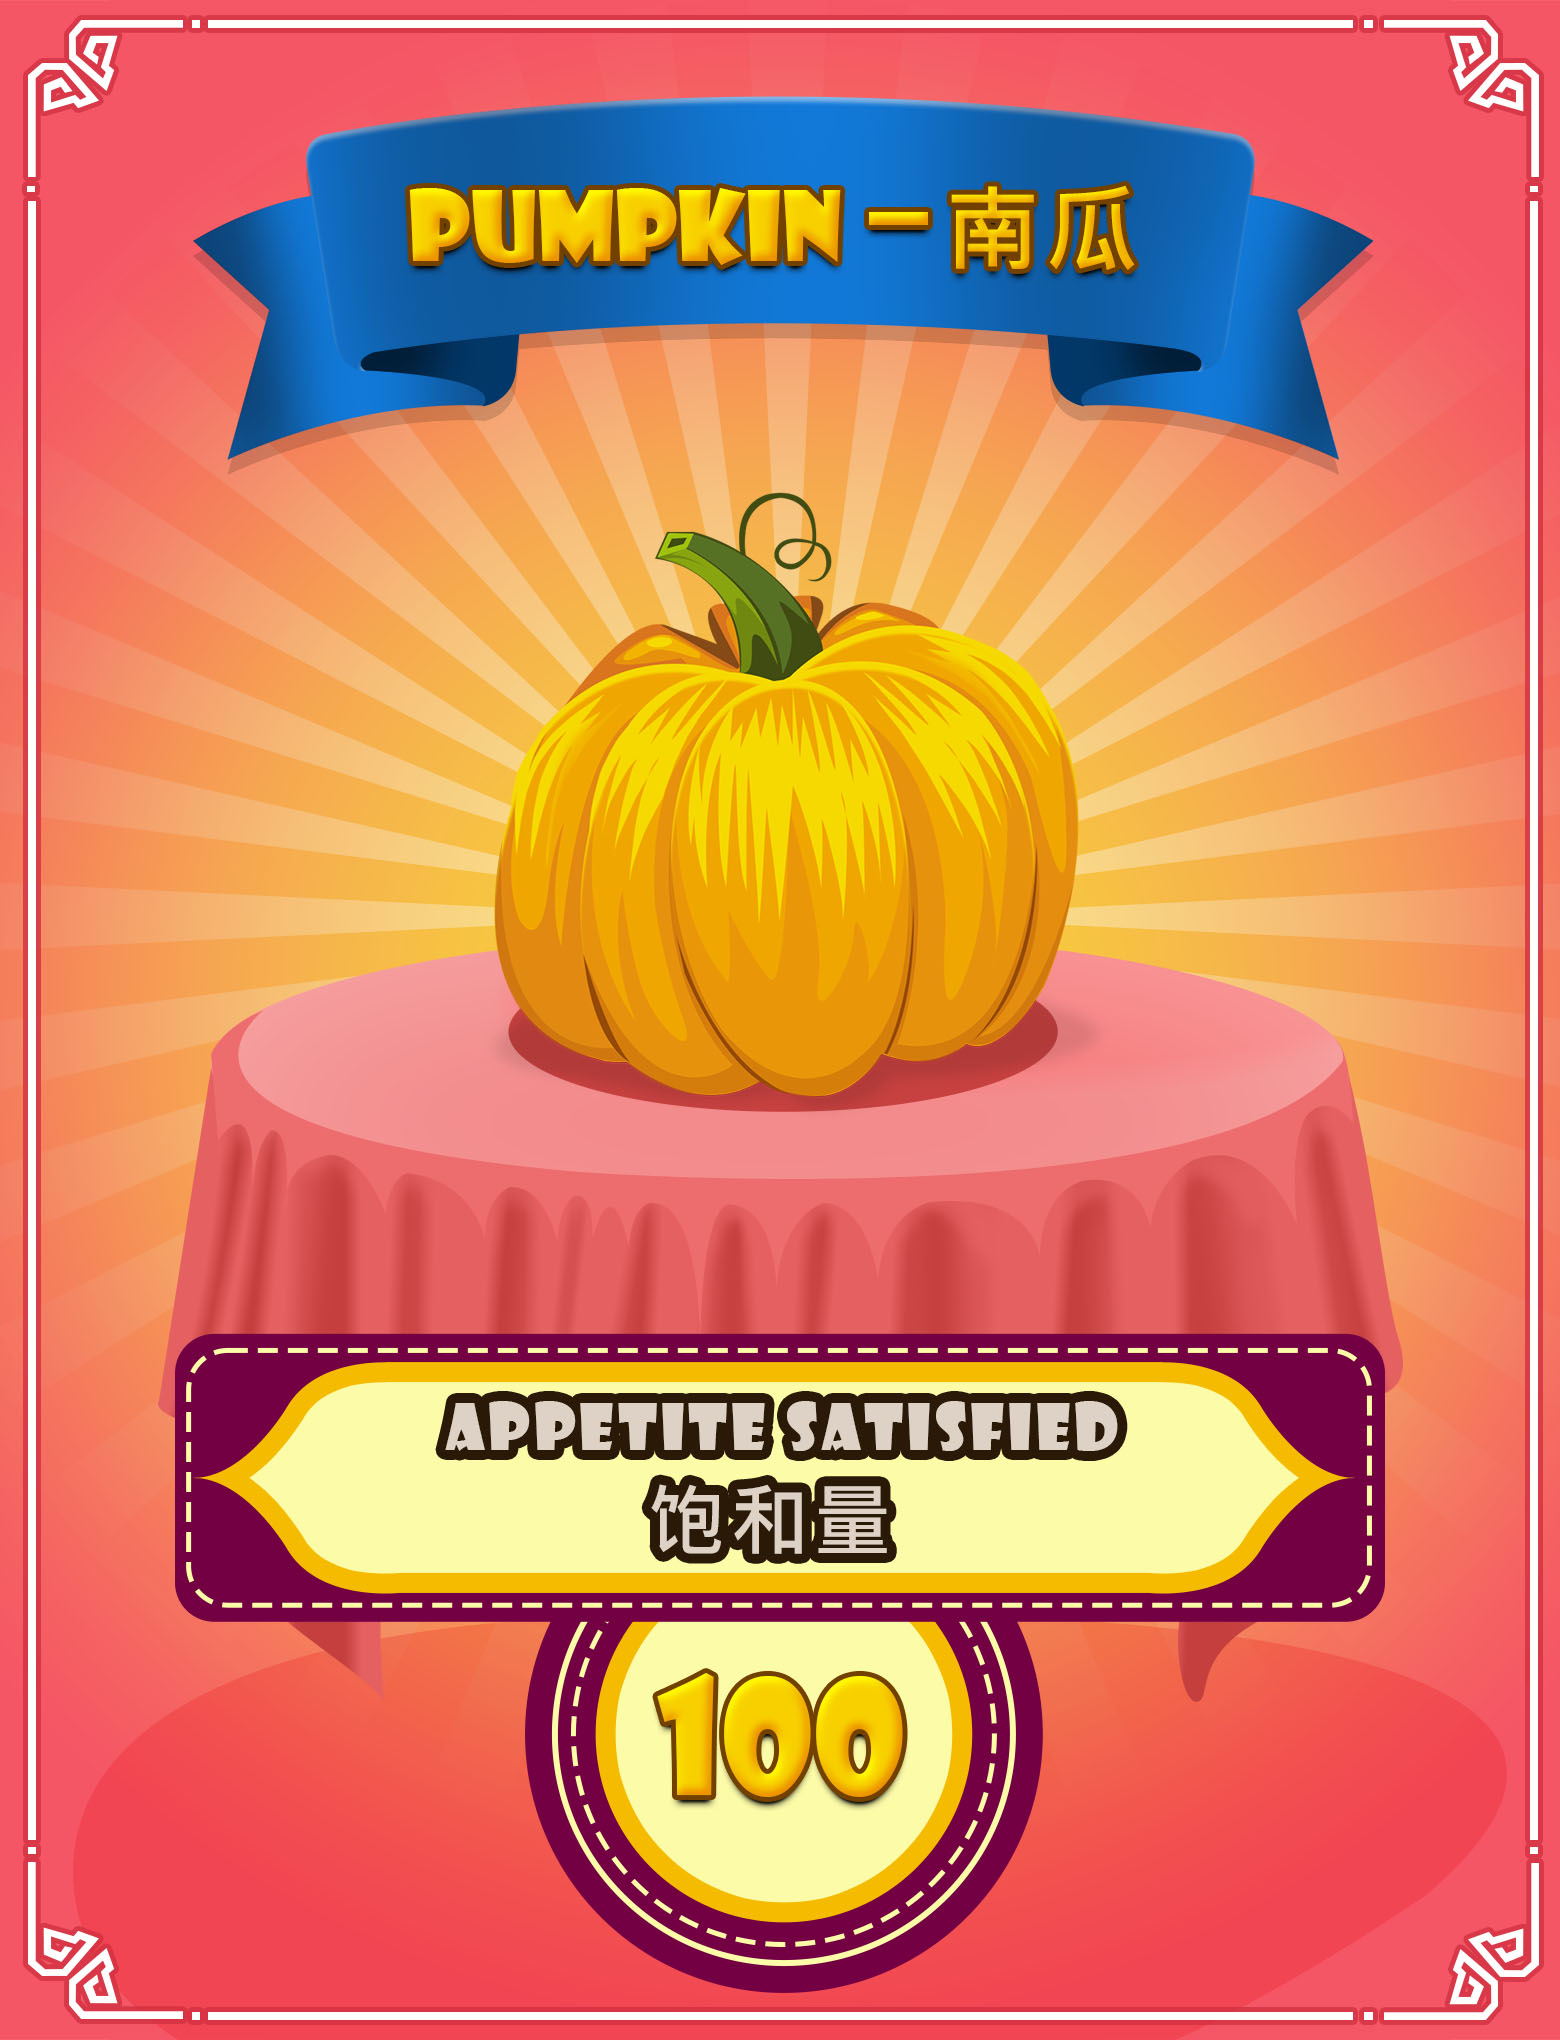 PUMPKIN – 南瓜
APPETITE SATISFIED
饱和量
100